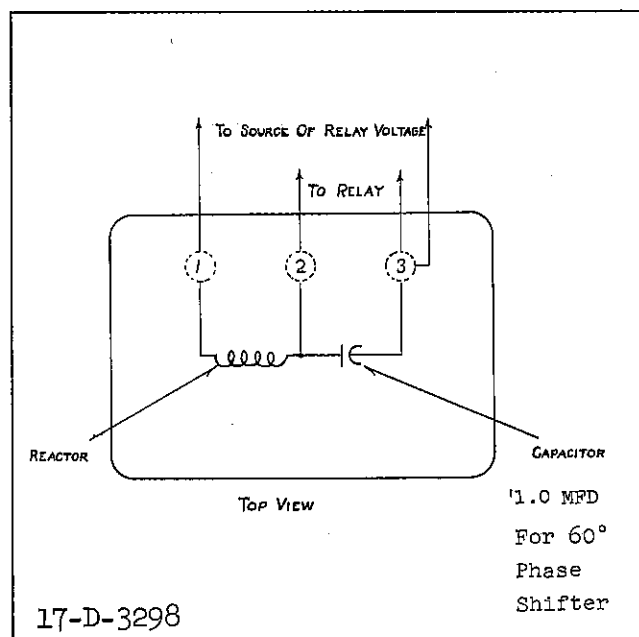 To Source Of Relay Voltage
To Relay
1 2 3
Reactor
Capacitor
Top View
1.0 MFD
For 60°
Phase
Shifter
17-D-3298